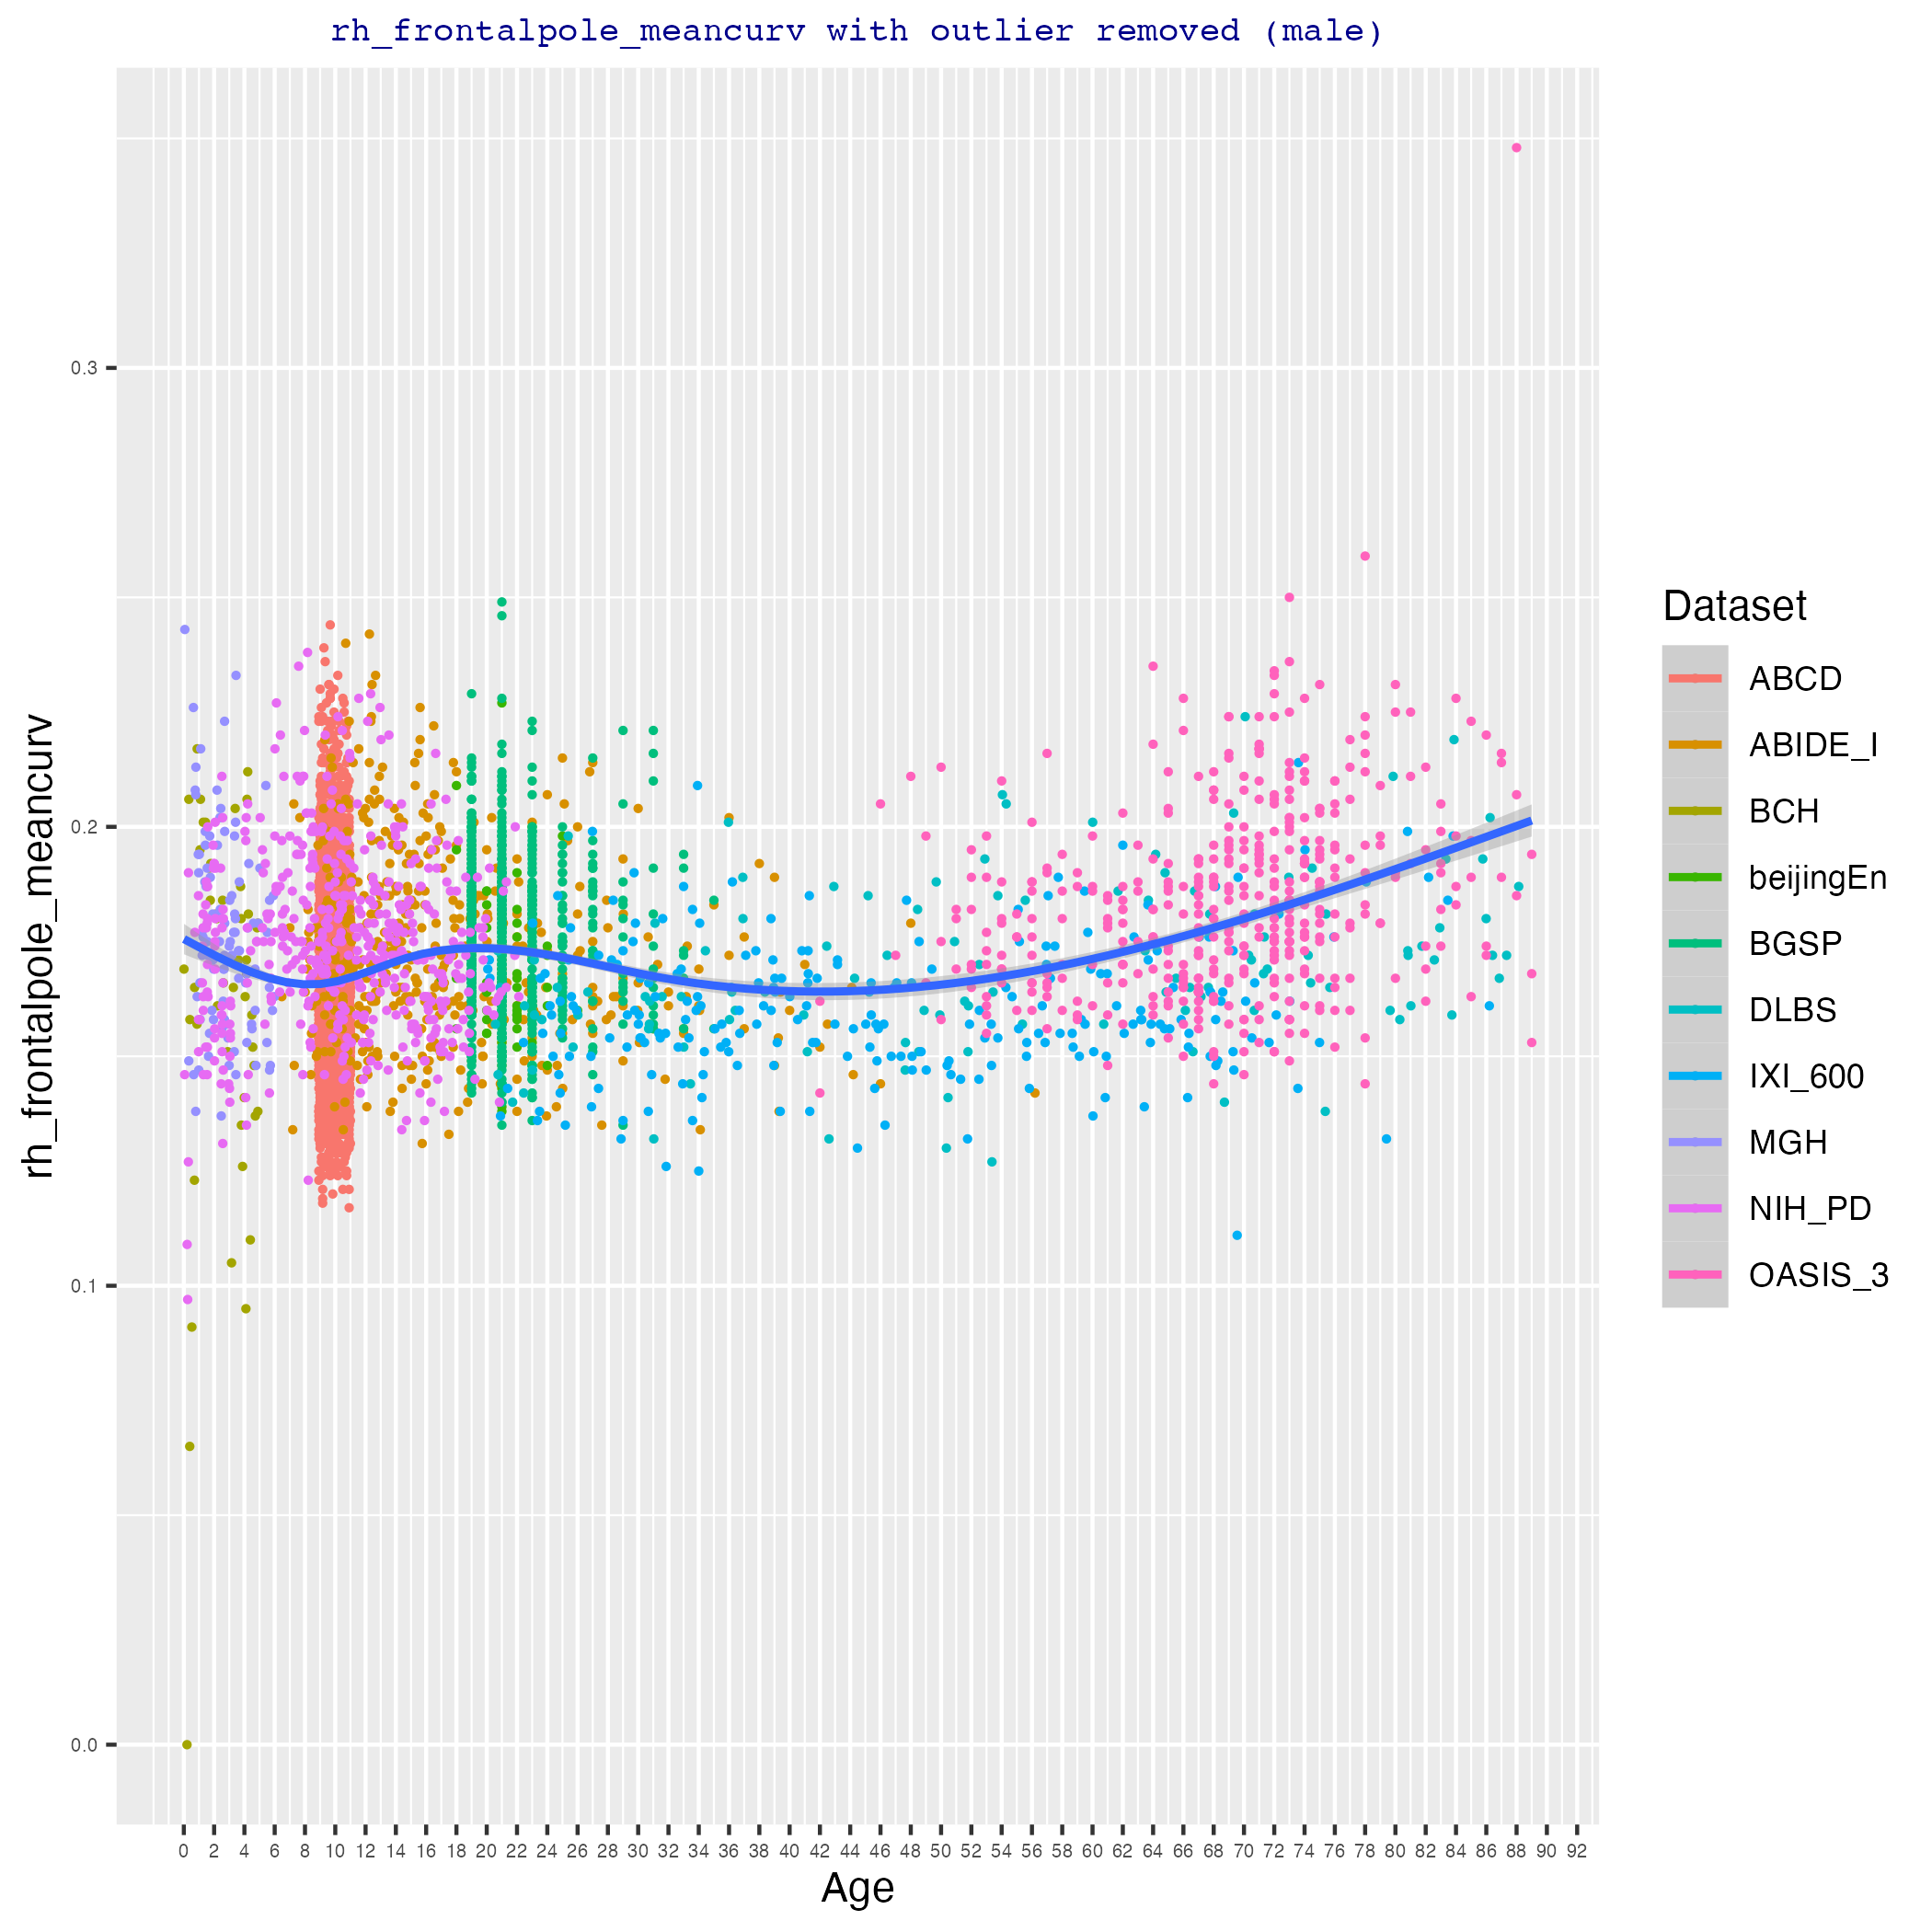 rh_frontalpole_meancurv with outlier removed (male)
rh_frontalpole_meancurv
0.3
0.2
0.1
0.0
0 2 4 6 8 10 12 14 16 18 20 22 24 26 28 30 32 34 36 38 40 42 44 46 48 50 52 54 56 58 60 62 64 66 68 70 72 74 76 78 80 82 84 86 88 90 92
Age
Dataset
ABCD
ABIDE_I
BCH
beijingEn
BGSP
DLBS
IXI_600
MGH
NIH_PD
OASIS_3